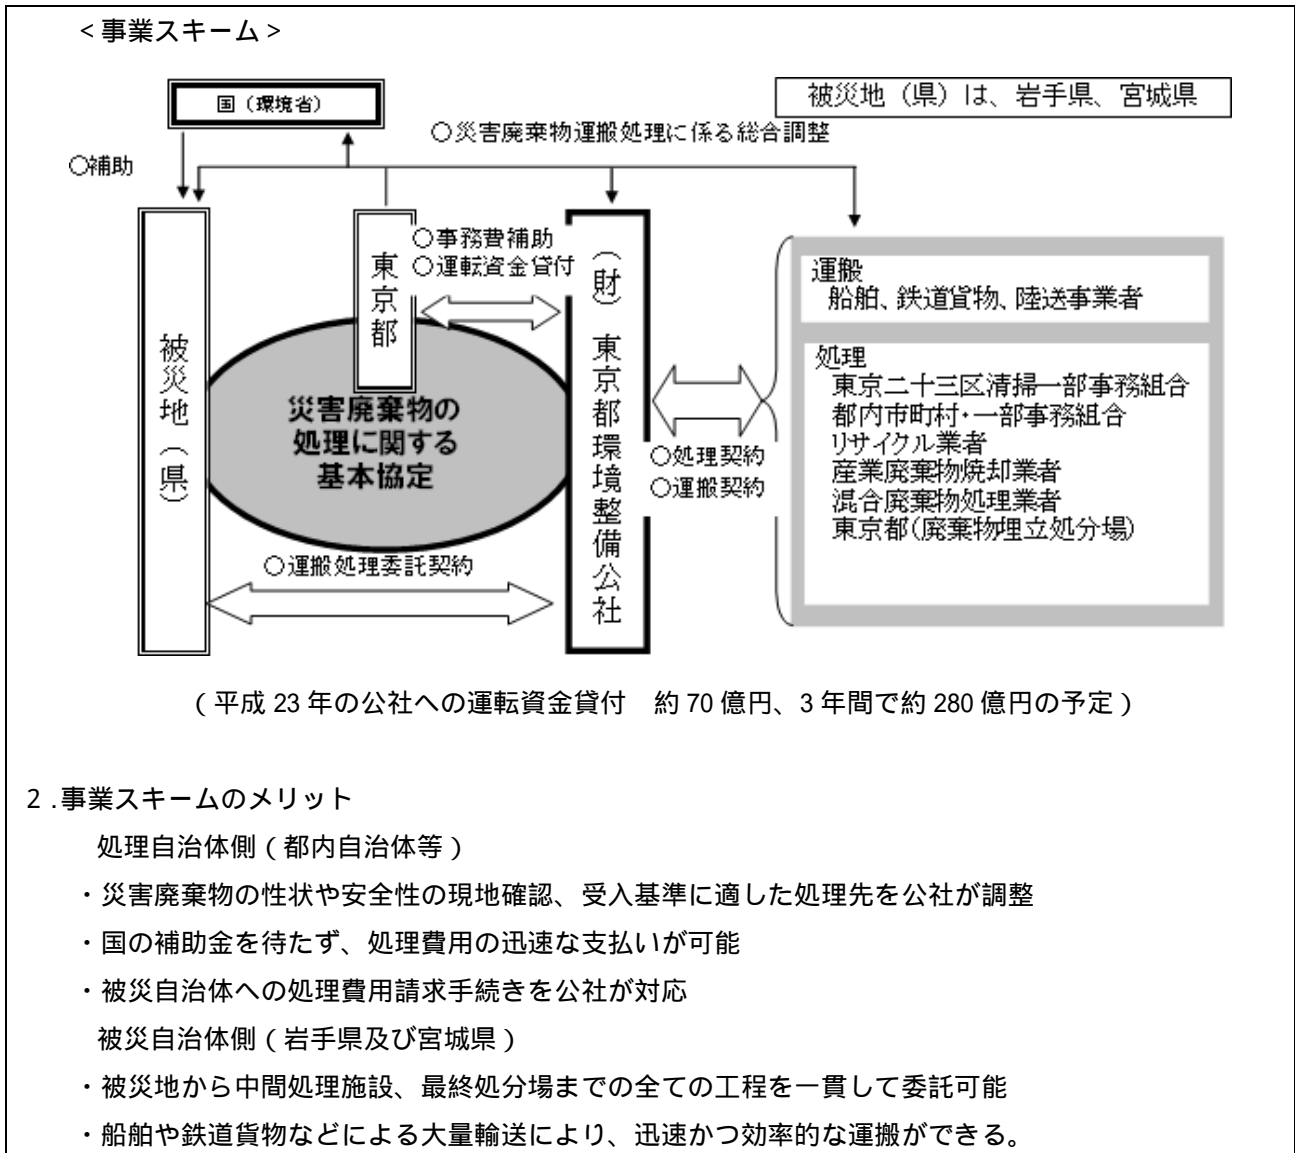 <事業スキーム>
国（環境省）
被災地（県）は、岩手県、宮城県
○災害廃棄物運搬処理に係る総合調整
○補助
被災地（県）
東京都
○事務費補助
○運転資金貸付
（財）東京都環境整備公社
災害廃棄物の
処理に関する
基本協定
○運搬処理委託契約
○処理契約
○運搬契約
運搬
船舶、鉄道貨物、陸送事業者
処理
東京二十三区清掃一部事務組合
都内市町村・一部事務組合
リサイクル業者
産業廃棄物焼却業者
混合廃棄物処理業者
東京都（廃棄物埋立処分場）
（平成 23 年の公社への運転資金貸付　約 70 億円、3 年間で約 280 億円の予定）
2．事業スキームのメリット
処理自治体側（都内自治体等）
・災害廃棄物の性状や安全性の現地確認、受入基準に適した処理先を公社が調整
・国の補助金を待たず、処理費用の迅速な支払いが可能
・被災自治体への処理費用請求手続きを公社が対応
被災自治体側（岩手県及び宮城県）
・被災地から中間処理施設、最終処分場までの全ての工程を一貫して委託可能
・船舶や鉄道貨物などによる大量輸送により、迅速かつ効率的な運搬ができる。